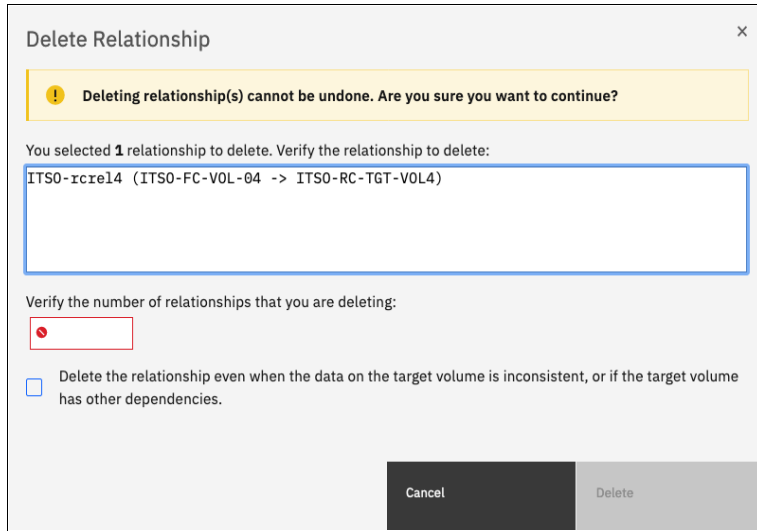 Delete Relationship
Deleting relationship(s) cannot be undone. Are you sure you want to continue?
You selected 1 relationship to delete. Verify the relationship to delete:
ITSO-rcrel4 (ITSO-FC-VOL-04 -> ITSO-RC-TGT-VOL4)
Verify the number of relationships that you are deleting:
Delete the relationship even when the data on the target volume is inconsistent, or if the target volume
has other dependencies.
Cancel
Delete